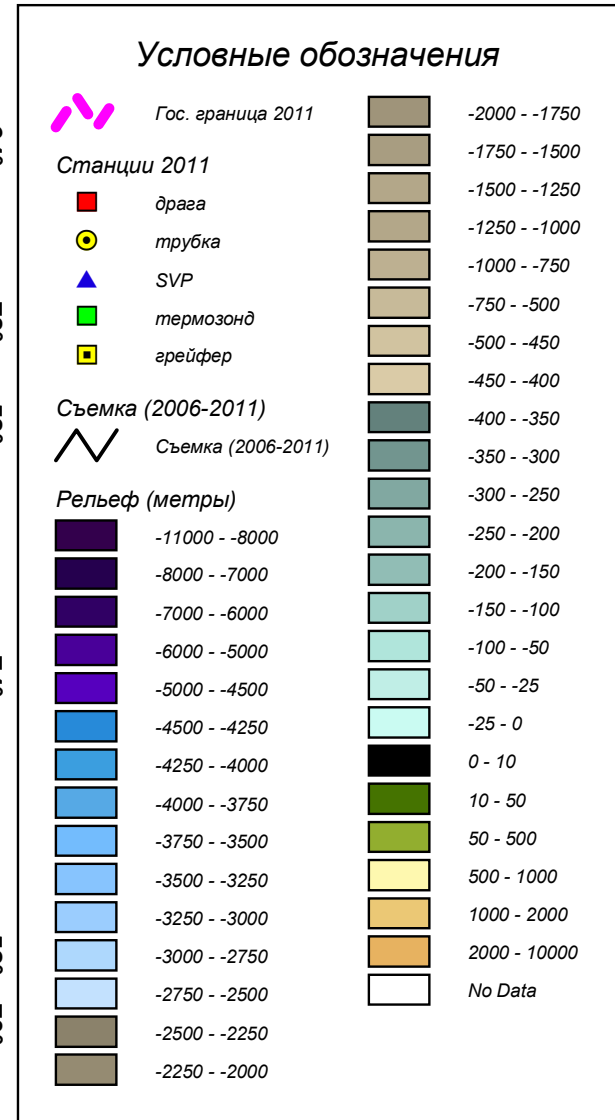 Условные обозначения
Гос. граница 2011
Станции 2011
драга
трубка
SVP
термозонд
грейфер
Съемка (2006-2011)
Съемка (2006-2011)
Рельеф (метры)
-11000 - -8000
-8000 - -7000
-7000 - -6000
-6000 - -5000
-5000 - -4500
-4500 - -4250
-4250 - -4000
-4000 - -3750
-3750 - -3500
-3500 - -3250
-3250 - -3000
-3000 - -2750
-2750 - -2500
-2500 - -2250
-2250 - -2000
-2000 - -1750
-1750 - -1500
-1500 - -1250
-1250 - -1000
-1000 - -750
-750 - -500
-500 - -450
-450 - -400
-400 - -350
-350 - -300
-300 - -250
-250 - -200
-200 - -150
-150 - -100
-100 - -50
-50 - -25
-25 - 0
0 - 10
10 - 50
50 - 500
500 - 1000
1000 - 2000
2000 - 10000
No Data